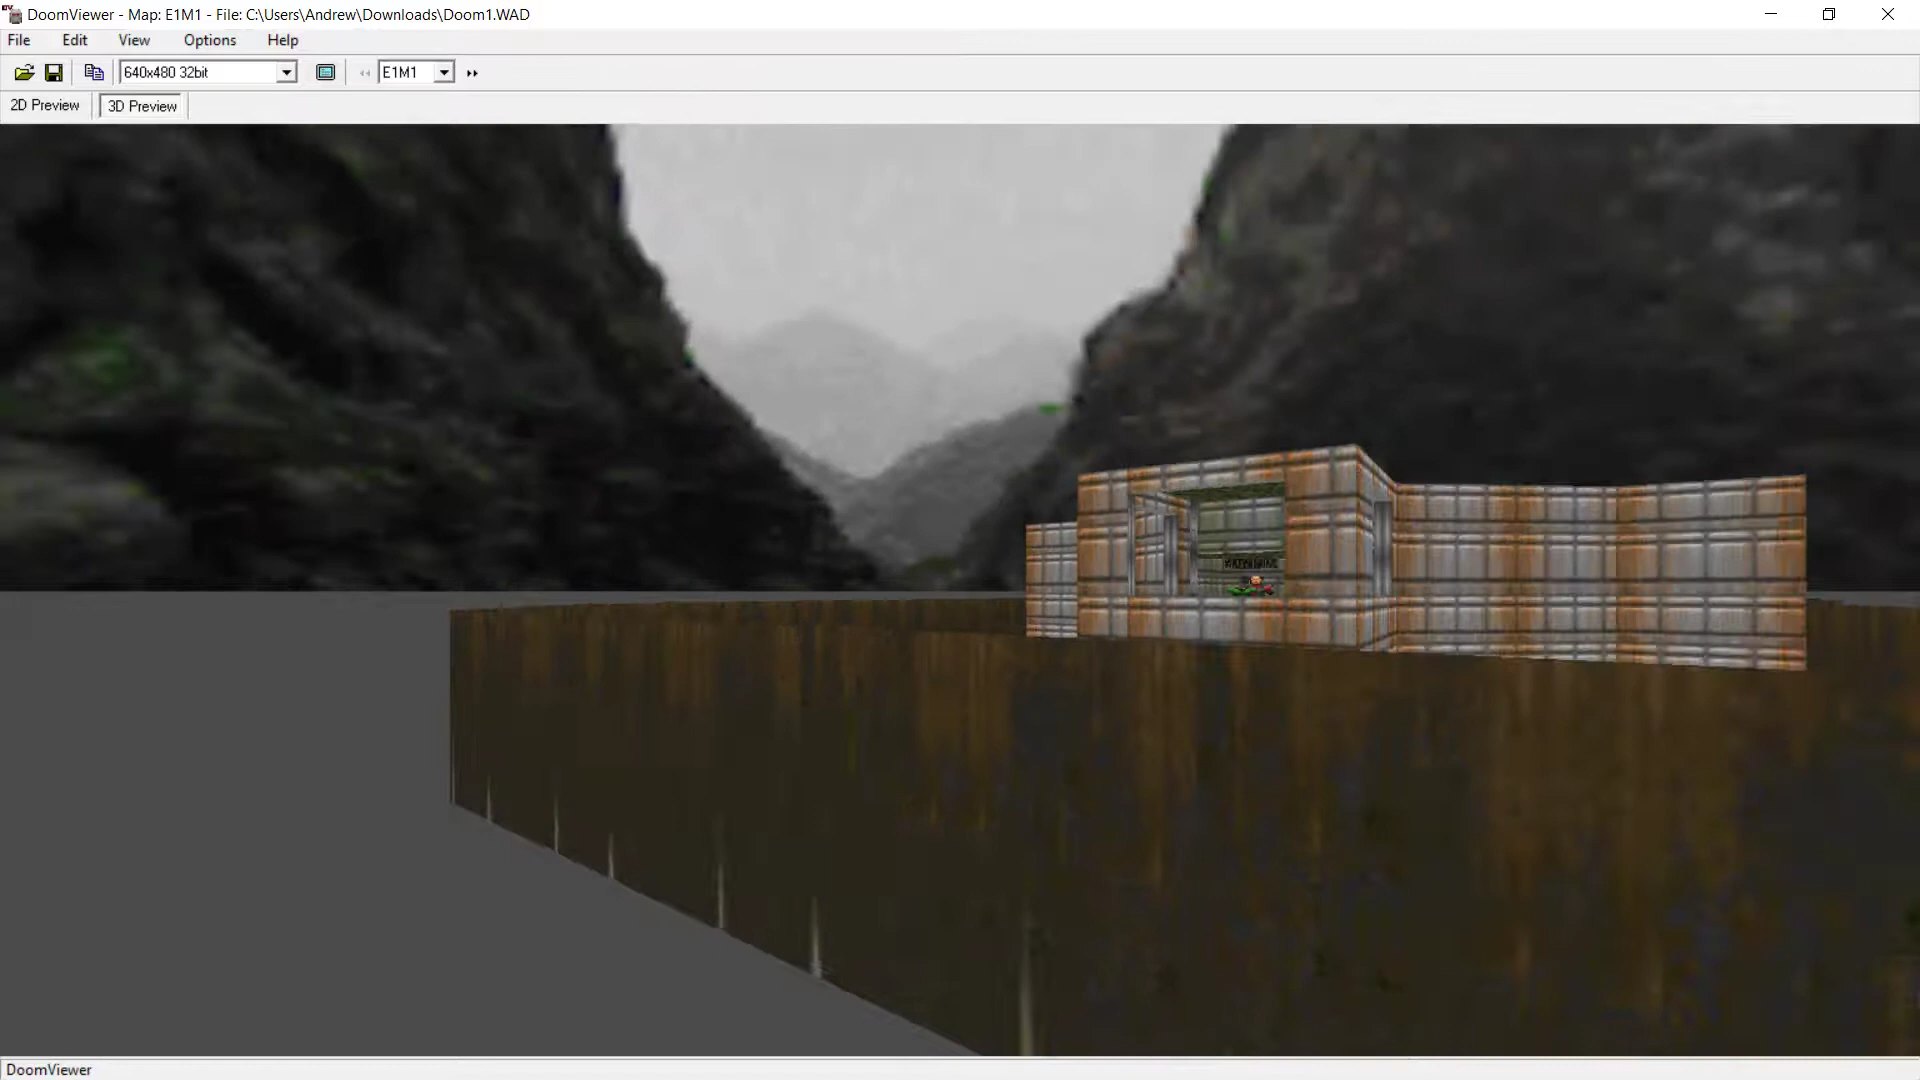 DoomViewer - Map: E1M1 - File: C:\Users\Andrew\Downloads\Doom1.WAD
File Edit View Options Help
640x480 32bit E1M1
2D Preview 3D Preview
DoomViewer